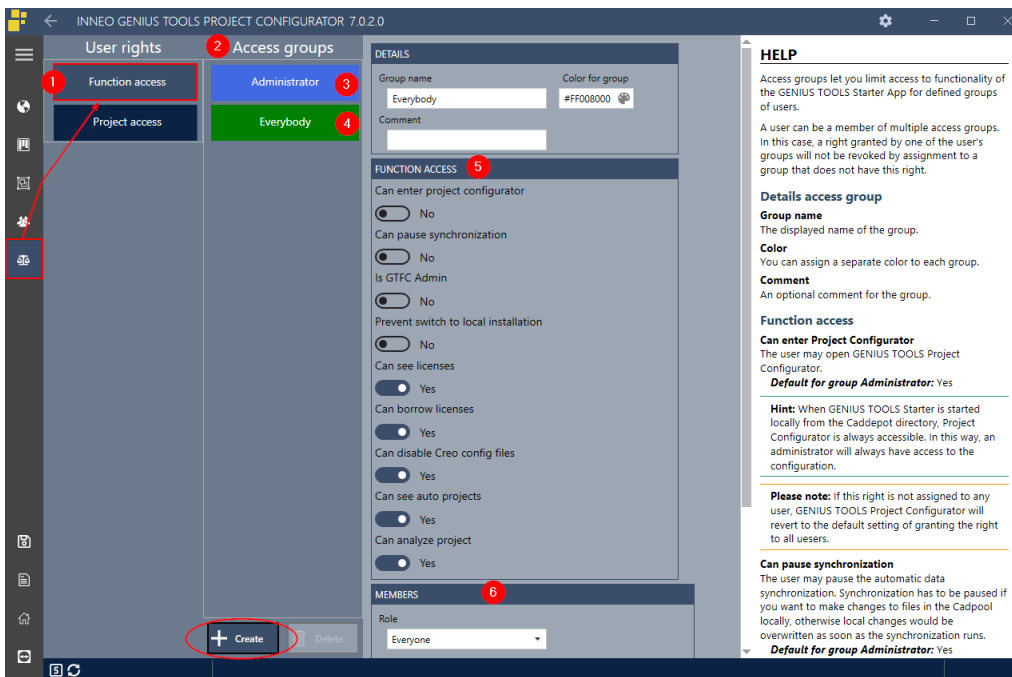 INNEO GENIUS TOOLS PROJECT CONFIGURATOR 7.0.2.0
User rights
1
Function access
Project access
2
Access groups
Administrator
3
Everybody
4
Create
Delete
DETAILS
Group name
Color for group
Everybody
#FF008000
Comment
FUNCTION ACCESS
5
Can enter project configurator
No
Can pause synchronization
No
Is GTFC Admin
No
Prevent switch to local installation
No
Can see licenses
Yes
Can borrow licenses
Yes
Can disable Creo config files
Yes
Can see auto projects
Yes
Can analyze project
Yes
MEMBERS
6
Role
Everyone
HELP
Access groups let you limit access to functionality of
the GENIUS TOOLS Starter App for defined groups
of users.
A user can be a member of multiple access groups.
In this case, a right granted by one of the user's
groups will not be revoked by assignment to a
group that does not have this right.
Details access group
Group name
The displayed name of the group.
Color
You can assign a separate color to each group.
Comment
An optional comment for the group.
Function access
Can enter Project Configurator
The user may open GENIUS TOOLS Project
Configurator.
Default for group Administrator: Yes
Hint: When GENIUS TOOLS Starter is started
locally from the Caddepot directory, Project
Configurator is always accessible. In this way, an
administrator will always have access to the
configuration.
Please note: If this right is not assigned to any
user, GENIUS TOOLS Project Configurator will
revert to the default setting of granting the right
to all uesers.
Can pause synchronization
The user may pause the automatic data
synchronization. Synchronization has to be paused if
you want to make changes to files in the Cadpool
locally, otherwise local changes would be
overwritten as soon as the synchronization runs.
Default for group Administrator: Yes
S